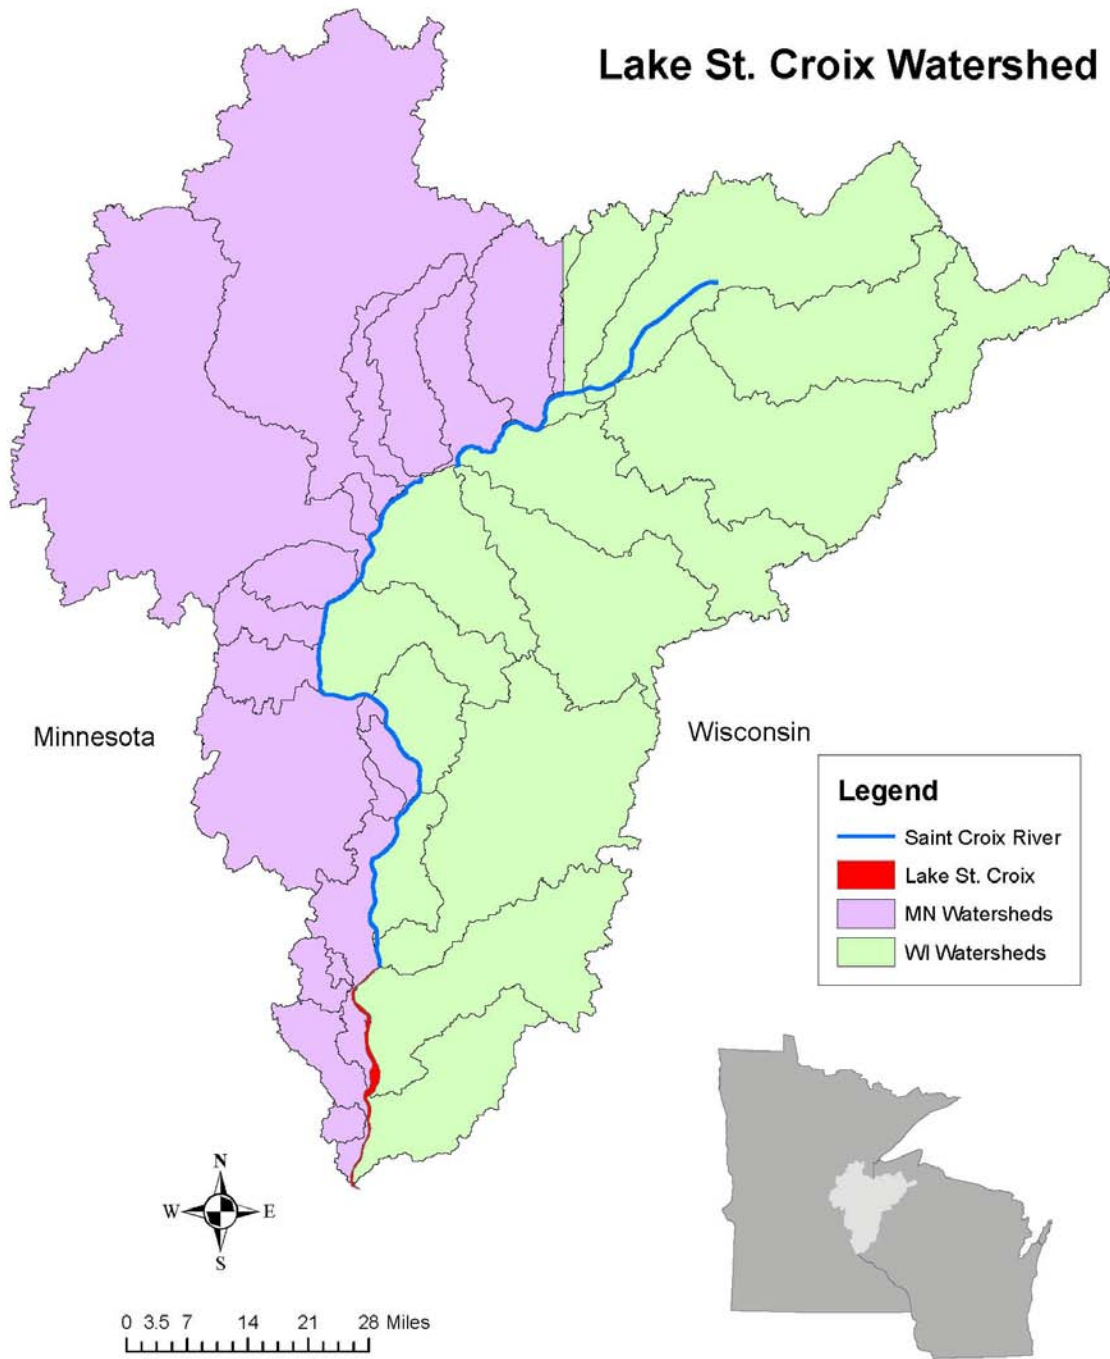 Lake St. Croix Watershed
Minnesota
Wisconsin
Legend
Saint Croix River
Lake St. Croix
MN Watersheds
WI Watersheds
N
W E
S
0 3.5 7 14 21 28 Miles